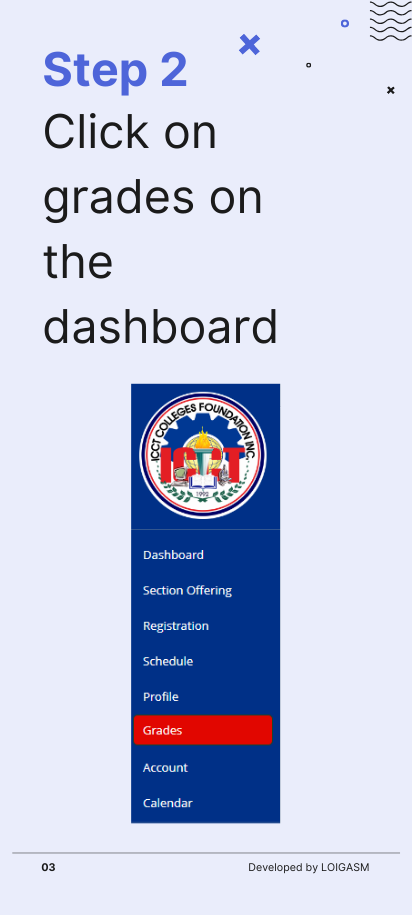 Step 2
Click on
grades on
the
dashboard
ICCT COLLEGES FOUNDATION INC.
ICCT
1992
Dashboard
Section Offering
Registration
Schedule
Profile
Grades
Account
Calendar
03
Developed by LOIGASM